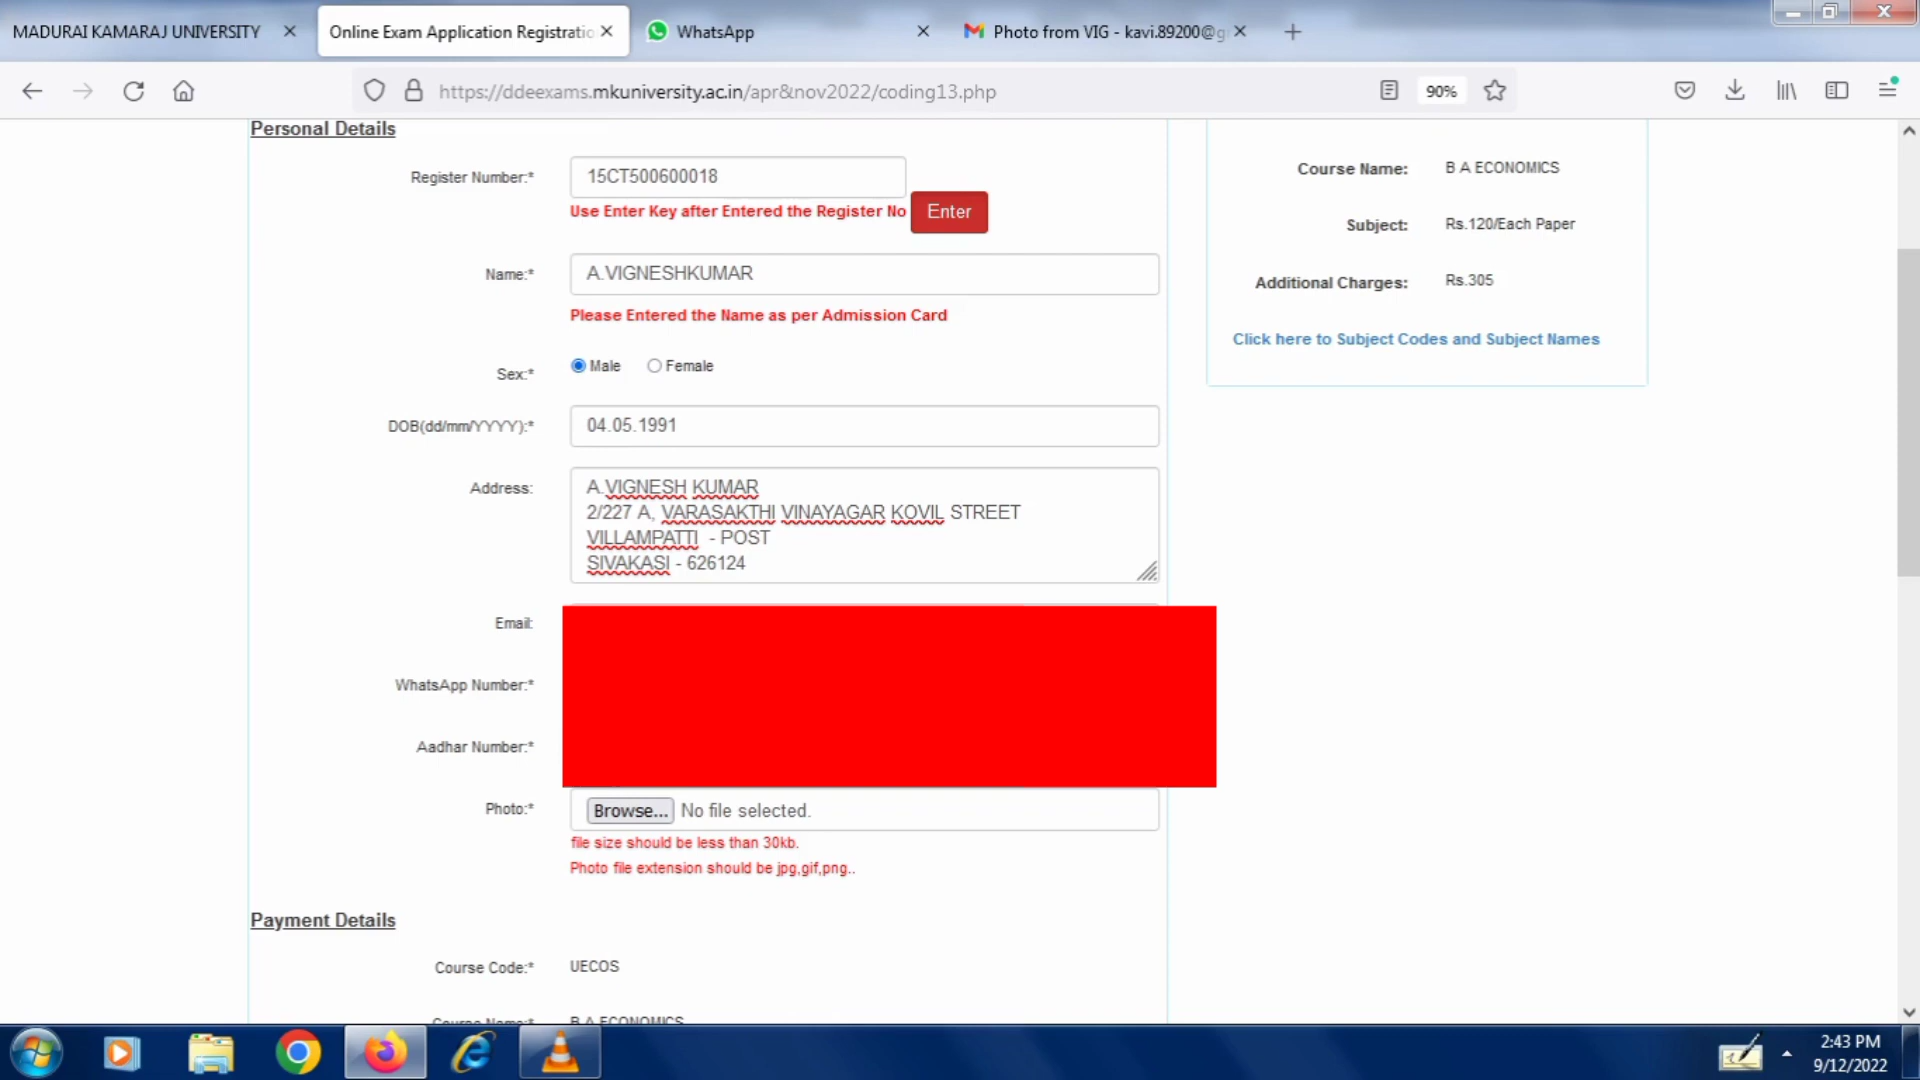 MADURAI KAMARAJ UNIVERSITY
Online Exam Application Registratio
WhatsApp
Photo from VIG - kavi.89200@g
https://ddeexams.mkuniversity.ac.in/apr&nov2022/coding13.php
90%
Personal Details
Register Number:* 15CT500600018
Use Enter Key after Entered the Register No Enter
Name:* A.VIGNESHKUMAR
Please Entered the Name as per Admission Card
Sex:* Male Female
DOB(dd/mm/YYYY):* 04.05.1991
Address: A.VIGNESH KUMAR
2/227 A, VARASAKTHI VINAYAGAR KOVIL STREET
VILLAMPATTI - POST
SIVAKASI - 626124
Email:
WhatsApp Number:*
Aadhar Number:*
Photo:* Browse... No file selected.
file size should be less than 30kb.
Photo file extension should be jpg,gif,png..
Payment Details
Course Code:* UECOS
Course Name:* B A ECONOMICS
Course Name: B A ECONOMICS
Subject: Rs.120/Each Paper
Additional Charges: Rs.305
Click here to Subject Codes and Subject Names
2:43 PM
9/12/2022